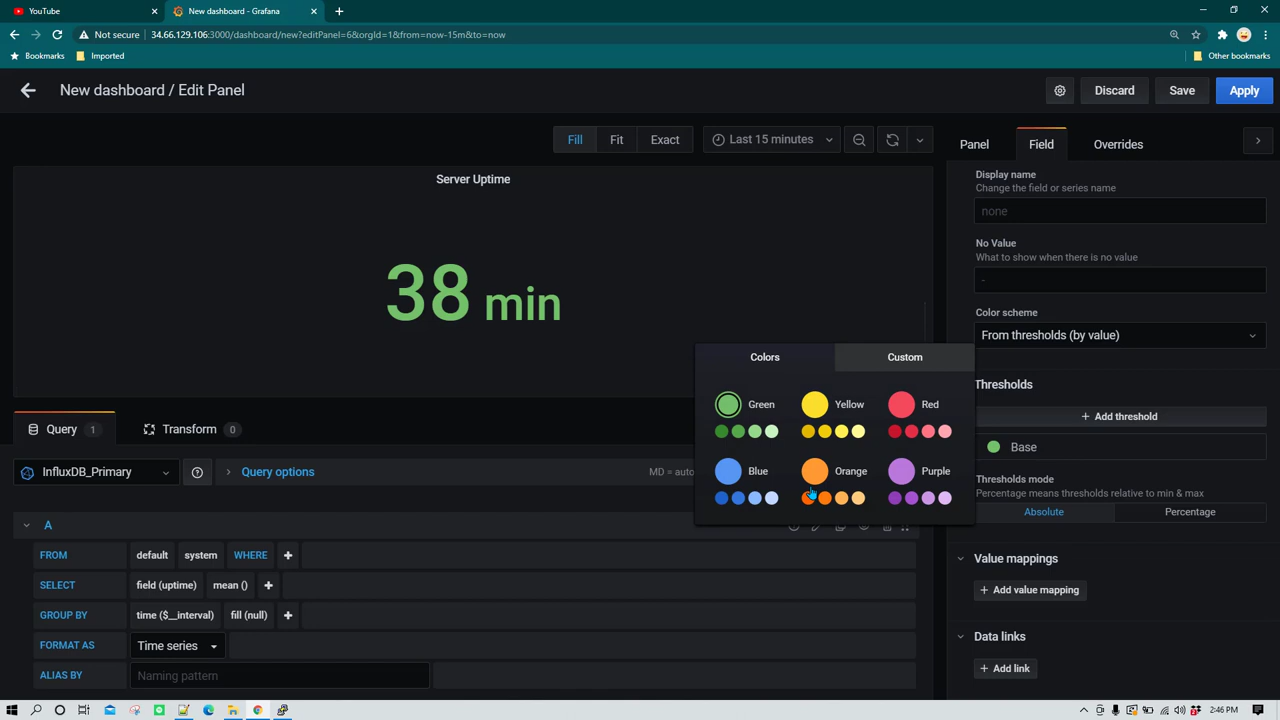 YouTube
New dashboard - Grafana
Not secure
34.66.129.106:3000/dashboard/new?editPanel=6&orgId=1&from=now-15m&to=now
Bookmarks
Imported
Other bookmarks
New dashboard / Edit Panel
Discard
Save
Apply
Fill
Fit
Exact
Last 15 minutes
Panel
Field
Overrides
Server Uptime
38 min
Display name
Change the field or series name
none
No Value
What to show when there is no value
-
Color scheme
From thresholds (by value)
Colors
Custom
Green
Yellow
Red
Blue
Orange
Purple
Thresholds
+ Add threshold
Base
Thresholds mode
Percentage means thresholds relative to min & max
Absolute
Percentage
Value mappings
+ Add value mapping
Data links
+ Add link
Query 1
Transform 0
InfluxDB_Primary
Query options
MD = auto
A
FROM default system WHERE +
SELECT field (uptime) mean () +
GROUP BY time ($__interval) fill (null) +
FORMAT AS Time series
ALIAS BY Naming pattern
2:46 PM